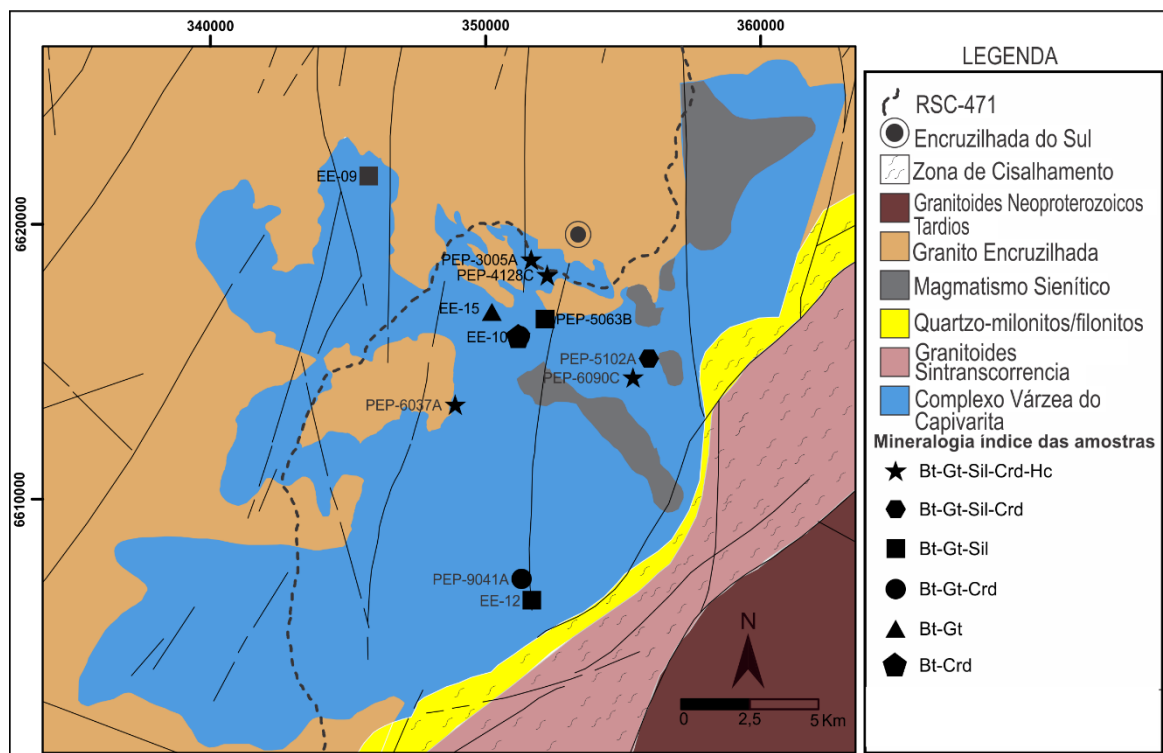 340000
350000
360000
6620000
6610000
EE-09
PEP-3005A
PEP-4128C
EE-15
PEP-5063B
EE-10
PEP-5102A
PEP-6090C
PEP-6037A
PEP-9041A
EE-12
N
0 2,5 5 Km
LEGENDA
RSC-471
Encruzilhada do Sul
Zona de Cisalhamento
Granitoides Neoproterozoicos
Tardios
Granito Encruzilhada
Magmatismo Sienítico
Quartzo-milonitos/filonitos
Granitoides
Sintranscorrencia
Complexo Várzea do
Capivarita
Mineralogia índice das amostras
Bt-Gt-Sil-Crd-Hc
Bt-Gt-Sil-Crd
Bt-Gt-Sil
Bt-Gt-Crd
Bt-Gt
Bt-Crd